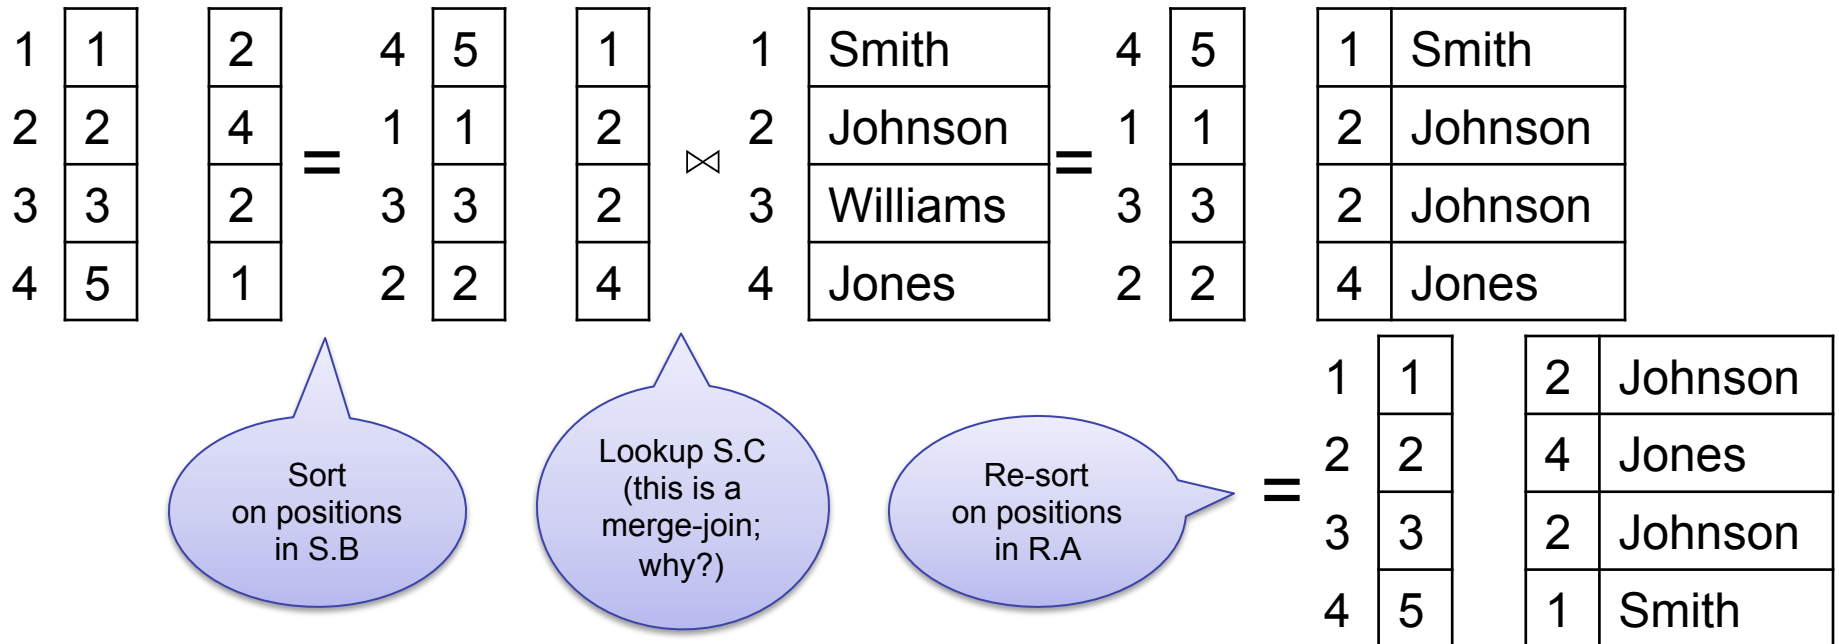 1 1 2 4 5 1 1 Smith 4 5 1 Smith
2 2 4 = 1 1 2 ⋈ 2 Johnson = 1 1 2 Johnson
3 3 2 3 3 2 3 Williams 3 3 2 Johnson
4 5 1 2 2 4 4 Jones 2 2 4 Jones
Sort
on positions
in S.B
Lookup S.C
(this is a
merge-join;
why?)
Re-sort
on positions
in R.A
1 1 2 Johnson
= 2 2 4 Jones
3 3 2 Johnson
4 5 1 Smith